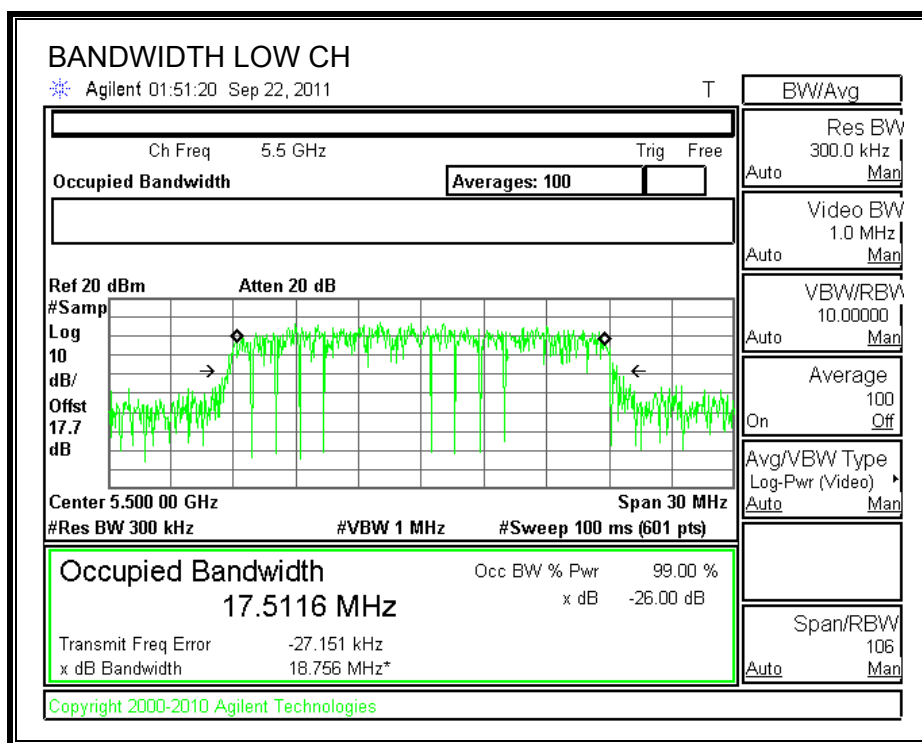 BANDWIDTH LOW CH
Agilent 01:51:20 Sep 22, 2011 T
Ch Freq 5.5 GHz Trig Free
Occupied Bandwidth Averages: 100
Ref 20 dBm Atten 20 dB
#Samp
Log
10
dB/
Offst
17.7
dB
Center 5.500 00 GHz Span 30 MHz
#Res BW 300 kHz #VBW 1 MHz #Sweep 100 ms (601 pts)
Occupied Bandwidth Occ BW % Pwr 99.00 %
17.5116 MHz x dB -26.00 dB
Transmit Freq Error -27.151 kHz
x dB Bandwidth 18.756 MHz*
Copyright 2000-2010 Agilent Technologies
BW/Avg
Res BW
300.0 kHz
Auto Man
Video BW
1.0 MHz
Auto Man
VBW/RBW
10.00000
Auto Man
Average
100
On Off
Avg/VBW Type
Log-Pwr (Video)
Auto Man
Span/RBW
106
Auto Man